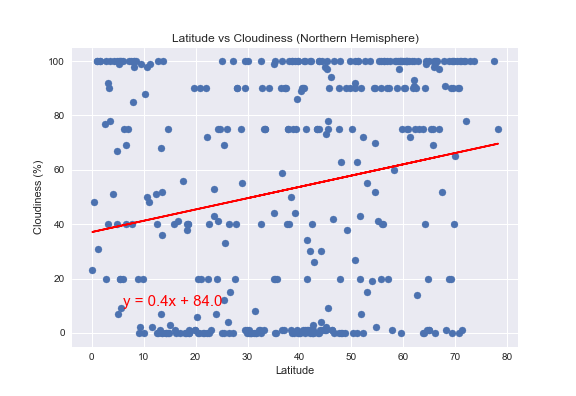 Latitude vs Cloudiness (Northern Hemisphere)
Cloudiness (%)
100
80
60
40
20
0
y = 0.4x + 84.0
0 10 20 30 40 50 60 70 80
Latitude